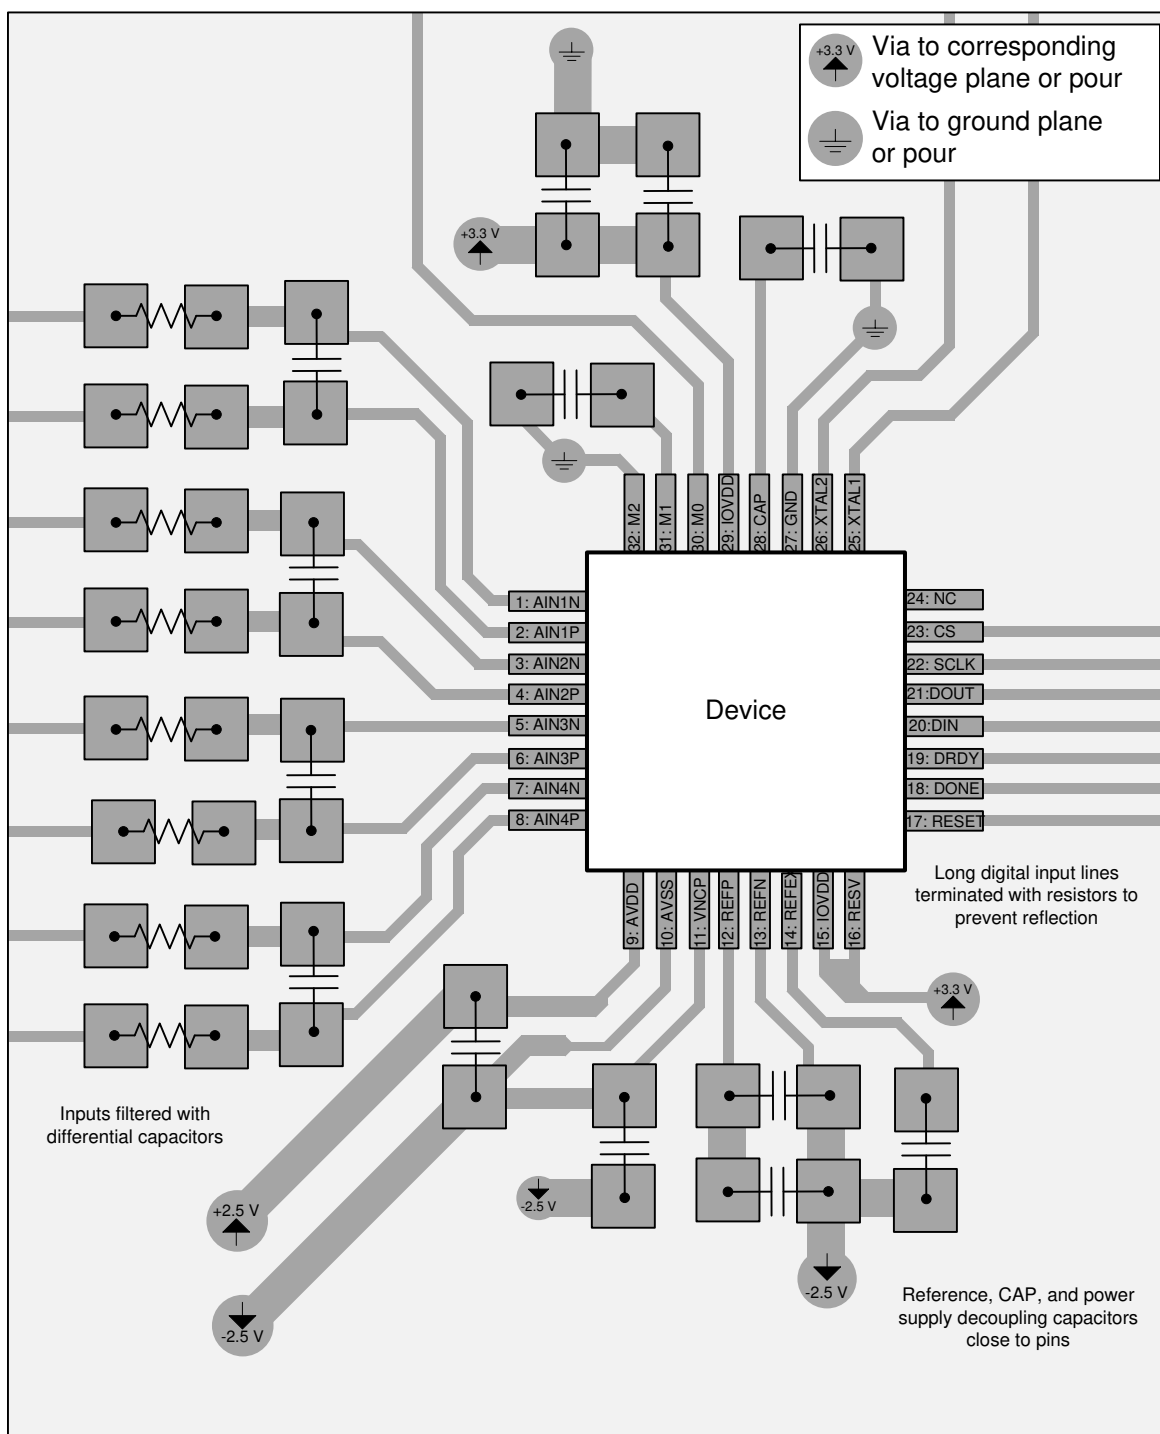 +3.3 V
Via to corresponding
voltage plane or pour
Via to ground plane
or pour
+3.3 V
32: M2
31: M1
30: M0
29: IOVDD
28: CAP
27: GND
26: XTAL2
25: XTAL1
1: AIN1N
2: AIN1P
3: AIN2N
4: AIN2P
5: AIN3N
6: AIN3P
7: AIN4N
8: AIN4P
Device
24: NC
23: CS
22: SCLK
21:DOUT
20:DIN
19: DRDY
18: DONE
17: RESET
9: AVDD
10: AVSS
11: VNCP
12: REFP
13: REFN
14: REFEX
15: IOVDD
16: RESV
Long digital input lines
terminated with resistors to
prevent reflection
+3.3 V
Inputs filtered with
differential capacitors
+2.5 V
-2.5 V
-2.5 V
-2.5 V
Reference, CAP, and power
supply decoupling capacitors
close to pins